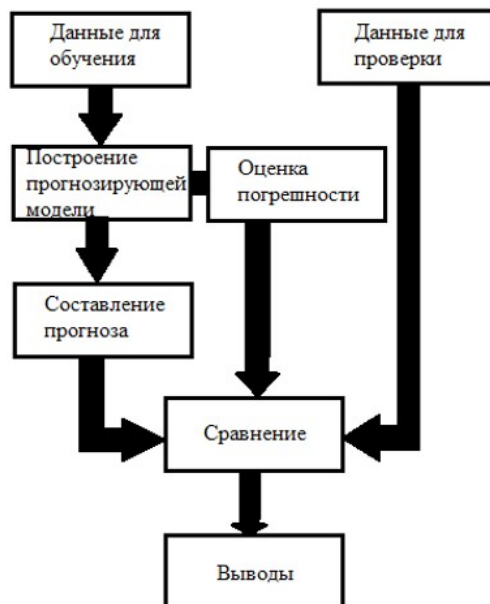 Данные для
обучения
Данные для
проверки
Построение
прогнозирующей
модели
Оценка
погрешности
Составление
прогноза
Сравнение
Выводы